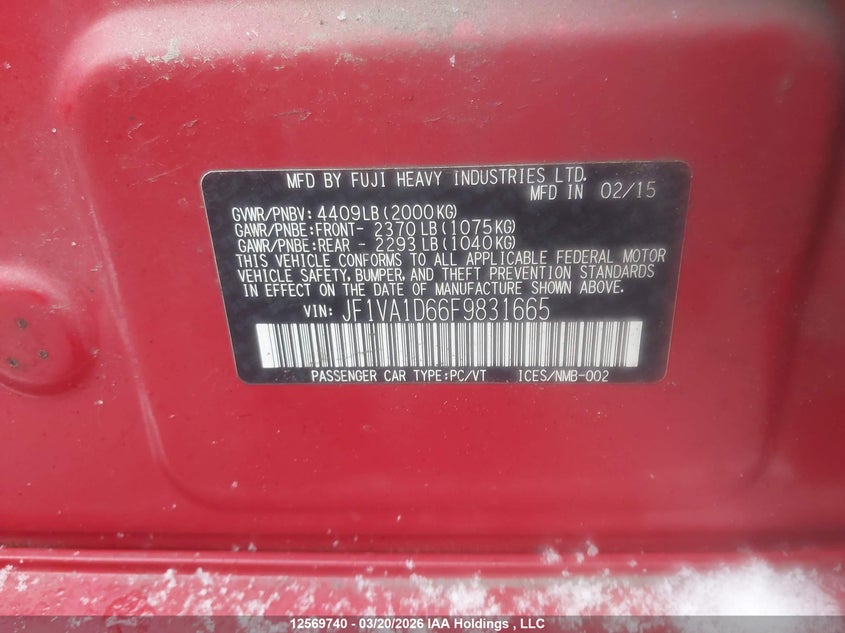 MFD BY FUJI HEAVY INDUSTRIES LTD.
MFD IN 02/15
GVWR/PNBV: 4409LB(2000KG)
GAWR/PNBE:FRONT- 2370LB(1075KG)
GAWR/PNBE:REAR - 2293LB(1040KG)
THIS VEHICLE CONFORMS TO ALL APPLICABLE FEDERAL MOTOR
VEHICLE SAFETY, BUMPER, AND THEFT PREVENTION STANDARDS
IN EFFECT ON THE DATE OF MANUFACTURE SHOWN ABOVE.
VIN: JF1VA1D66F9831665
PASSENGER CAR TYPE:PC/VT ICES/NMB-002
12569740 - 03/20/2026 IAA Holdings , LLC